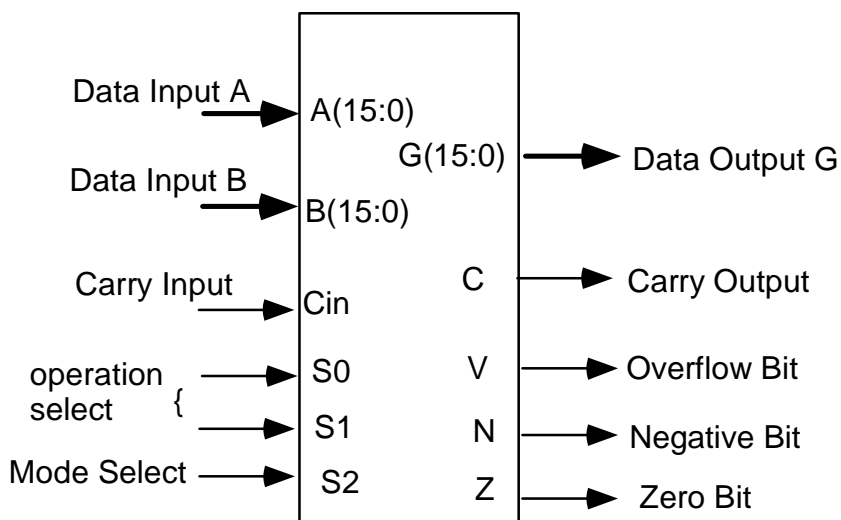 Data Input A
A(15:0)
G(15:0)
Data Output G
Data Input B
B(15:0)
Carry Input
Cin
C
Carry Output
operation
select {
S0
S1
V
Overflow Bit
N
Negative Bit
Mode Select
S2
Z
Zero Bit